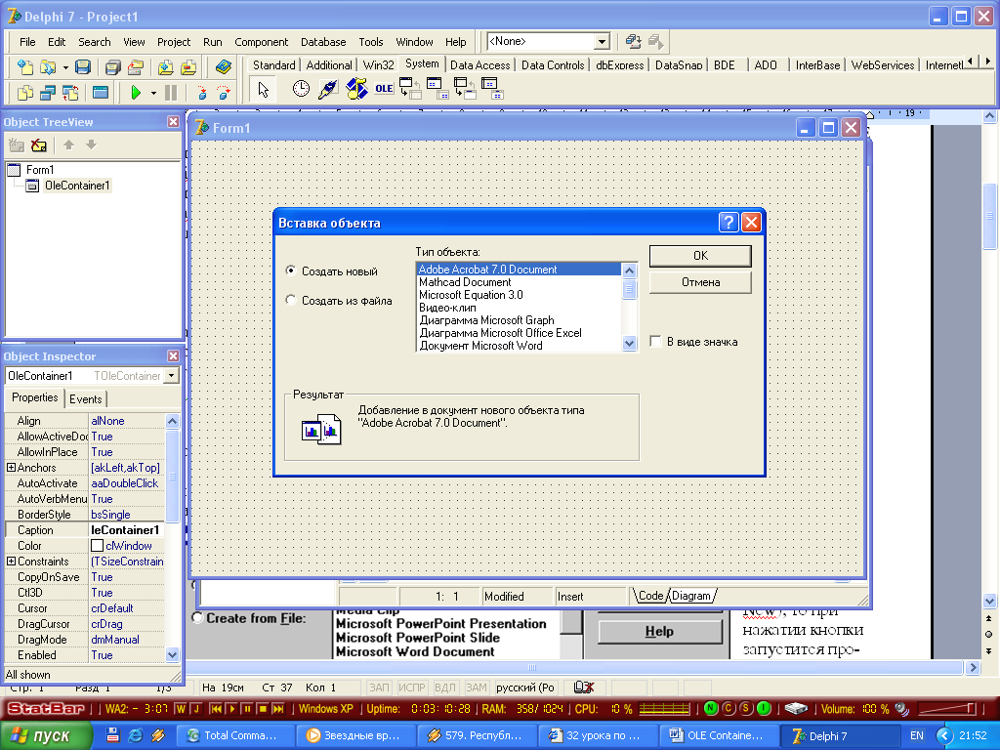 Delphi 7 - Project1
File Edit Search View Project Run Component Database Tools Window Help
<None>
Standard Additional Win32 System Data Access Data Controls dbExpress DataSnap BDE ADO InterBase WebServices Internet
OLE
Object TreeView
Form1
OleContainer1
Form1
19
Вставка объекта
Создать новый
Создать из файла
Тип объекта:
Adobe Acrobat 7.0 Document
Mathcad Document
Microsoft Equation 3.0
Видео-клип
Диаграмма Microsoft Graph
Диаграмма Microsoft Office Excel
Документ Microsoft Word
OK
Отмена
В виде значка
Результат
Добавление в документ нового объекта типа
"Adobe Acrobat 7.0 Document".
Object Inspector
OleContainer1 TOleContainer
Properties Events
Align alNone
AllowActiveDoc True
AllowInPlace True
Anchors [akLeft,akTop]
AutoActivate aaDoubleClick
AutoVerbMenu True
BorderStyle bsSingle
Caption leContainer1
Color clWindow
Constraints (TSizeConstrain
CopyOnSave True
Ctl3D True
Cursor crDefault
DragCursor crDrag
DragMode dmManual
Enabled True
All shown
1: 1 Modified Insert Code Diagram
Create from File:
Media Clip
Microsoft PowerPoint Presentation
Microsoft PowerPoint Slide
Microsoft Word Document
Help
New), то при
нажатии кнопки
запустится про-
Стр. 1 Разд 1 1/3 На 19см Ст 37 Кол 1 ЗАП ИСПР ВДЛ ЗАМ русский (Ро
StatBar WA2: - 3:07 W J Windows XP Uptime: 0:03:10:28 RAM: 358/1024 CPU: 10 % N C S I Volume: 100 %
пуск Total Comma... Звездные вр... 579. Республи... 32 урока по ... OLE Containe... Delphi 7 EN 21:52